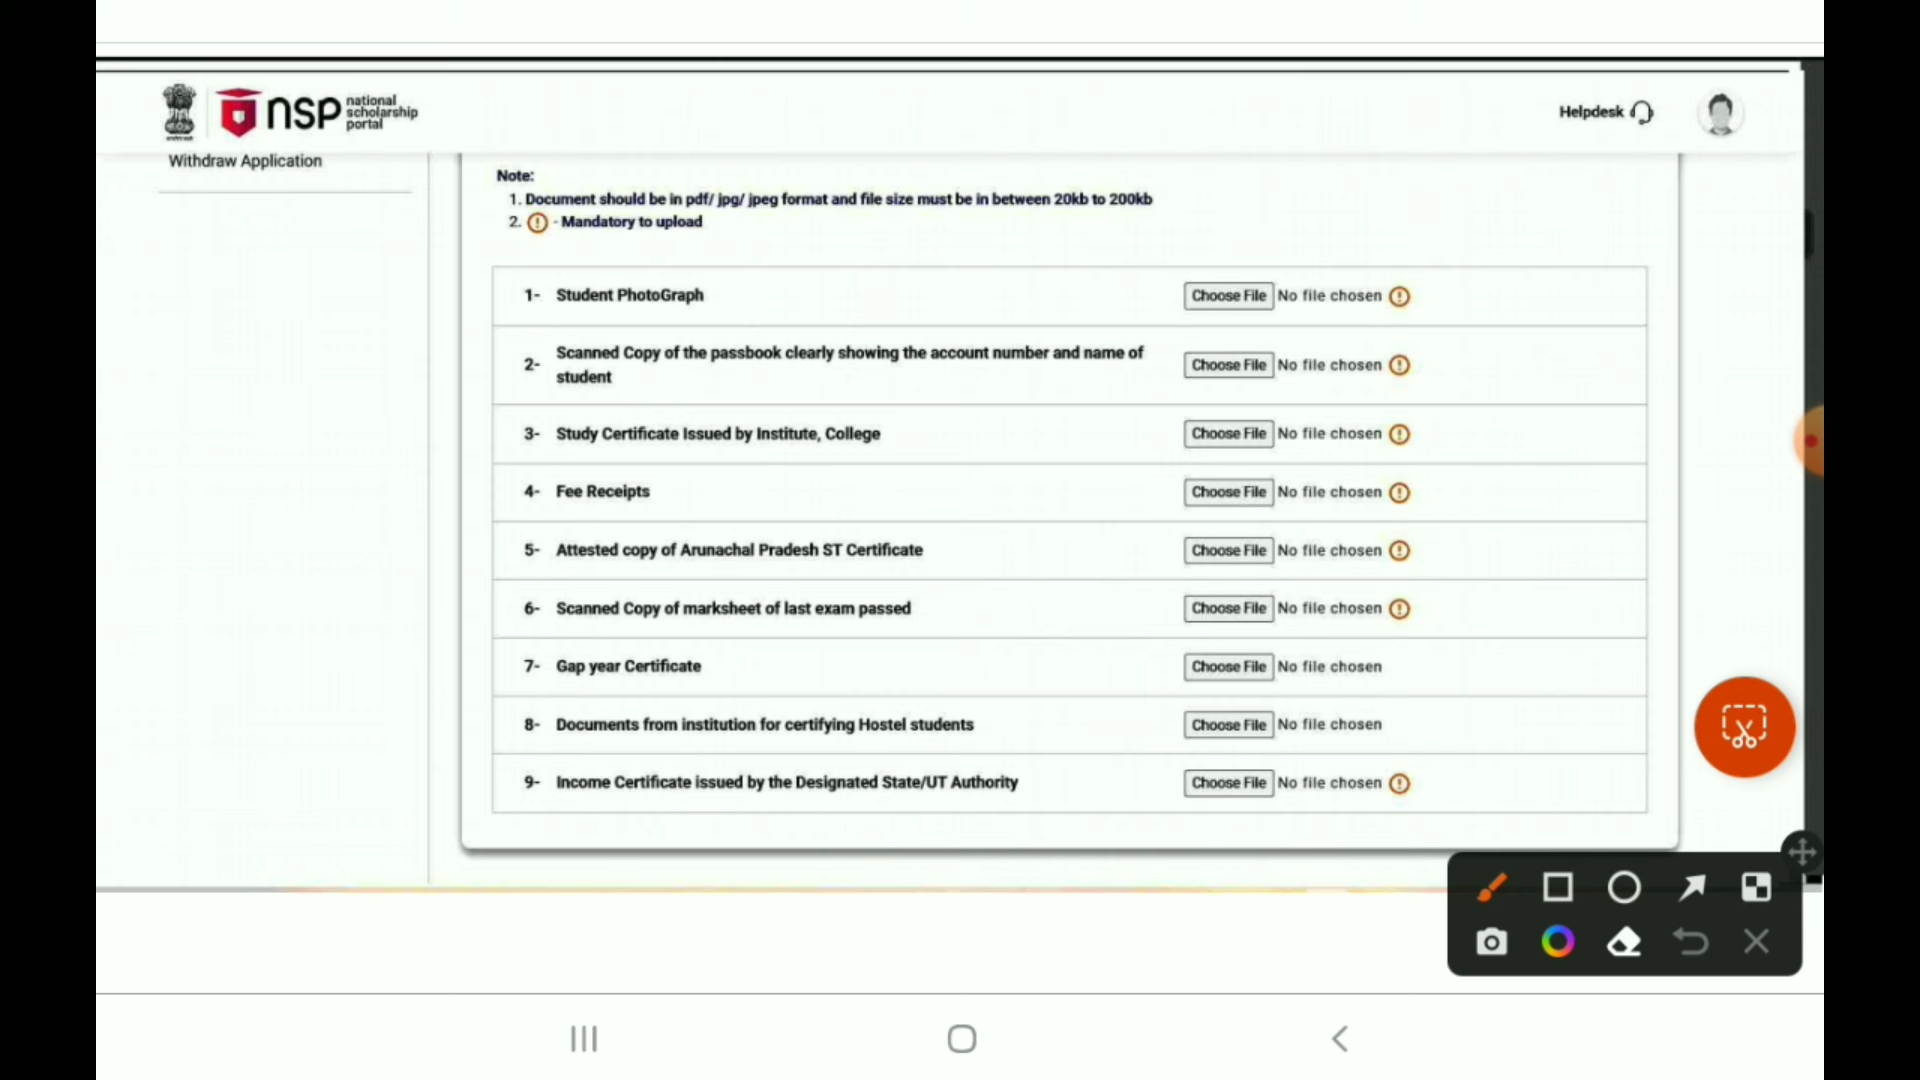 nsp national
scholarship
portal
Helpdesk
Withdraw Application
Note:
1. Document should be in pdf/ jpg/ jpeg format and file size must be in between 20kb to 200kb
2. - Mandatory to upload
1- Student PhotoGraph Choose File No file chosen
2- Scanned Copy of the passbook clearly showing the account number and name of
student Choose File No file chosen
3- Study Certificate Issued by Institute, College Choose File No file chosen
4- Fee Receipts Choose File No file chosen
5- Attested copy of Arunachal Pradesh ST Certificate Choose File No file chosen
6- Scanned Copy of marksheet of last exam passed Choose File No file chosen
7- Gap year Certificate Choose File No file chosen
8- Documents from institution for certifying Hostel students Choose File No file chosen
9- Income Certificate issued by the Designated State/UT Authority Choose File No file chosen